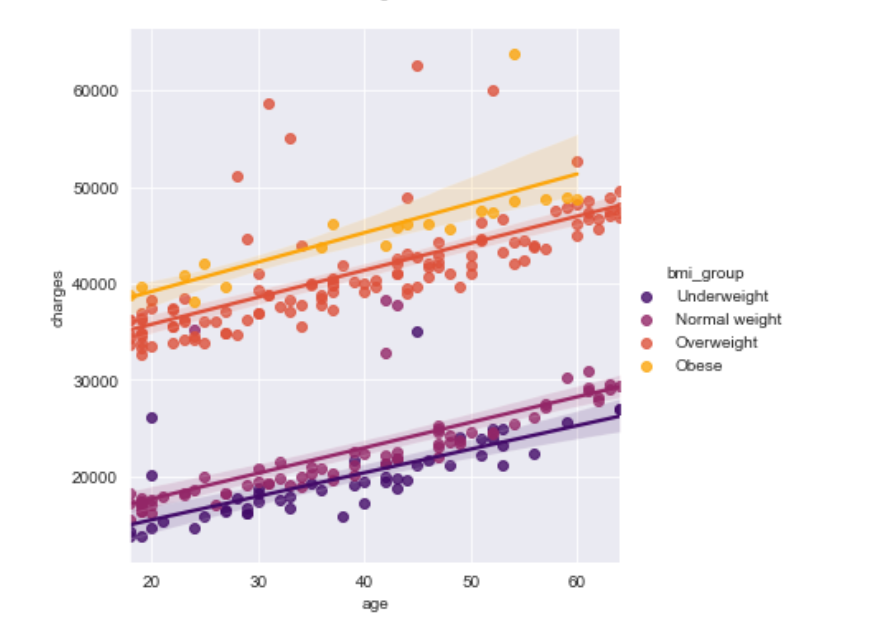 60000
50000
40000
30000
20000
charges
20 30 40 50 60
age
bmi_group
Underweight
Normal weight
Overweight
Obese